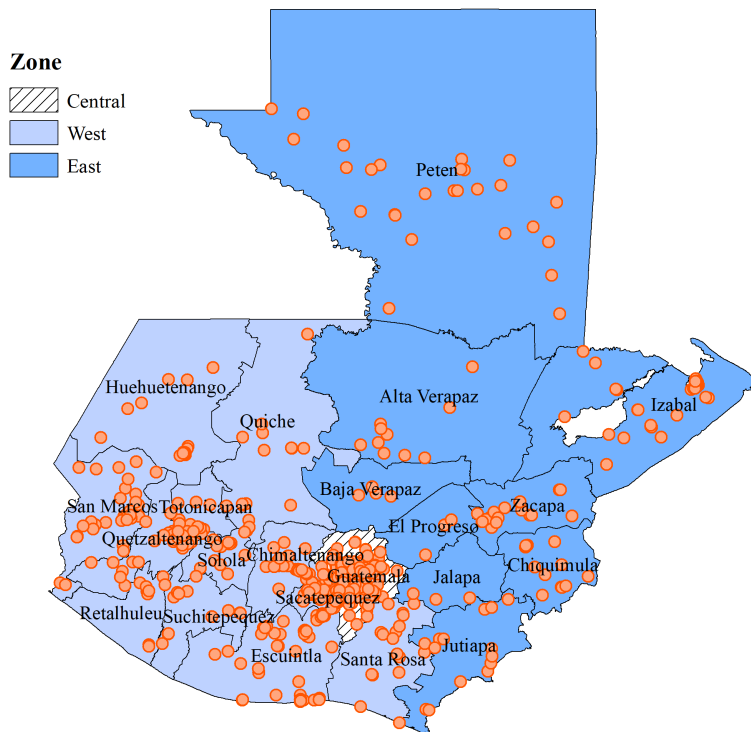 Zone
Central
West
East
Peten
Huehuetenango
Alta Verapaz
Izabal
Quiche
Baja Verapaz
San Marcos
Totonicapan
Zacapa
El Progreso
Quetzaltenango
Chimaltenango
Solola
Chiquimula
Guatemala
Jalapa
Sacatepequez
Retalhuleu
Suchitepequez
Jutiapa
Escuintla
Santa Rosa